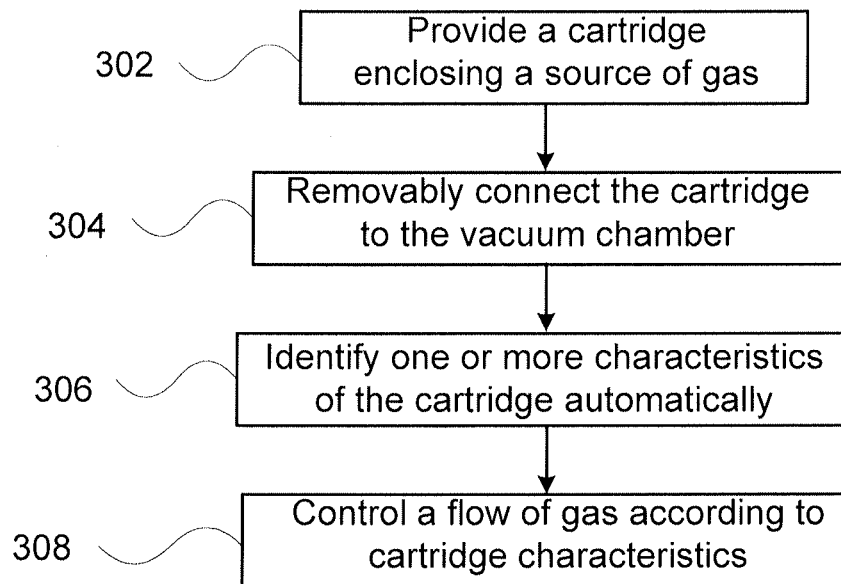 302
Provide a cartridge
enclosing a source of gas
304
Removably connect the cartridge
to the vacuum chamber
306
Identify one or more characteristics
of the cartridge automatically
308
Control a flow of gas according to
cartridge characteristics